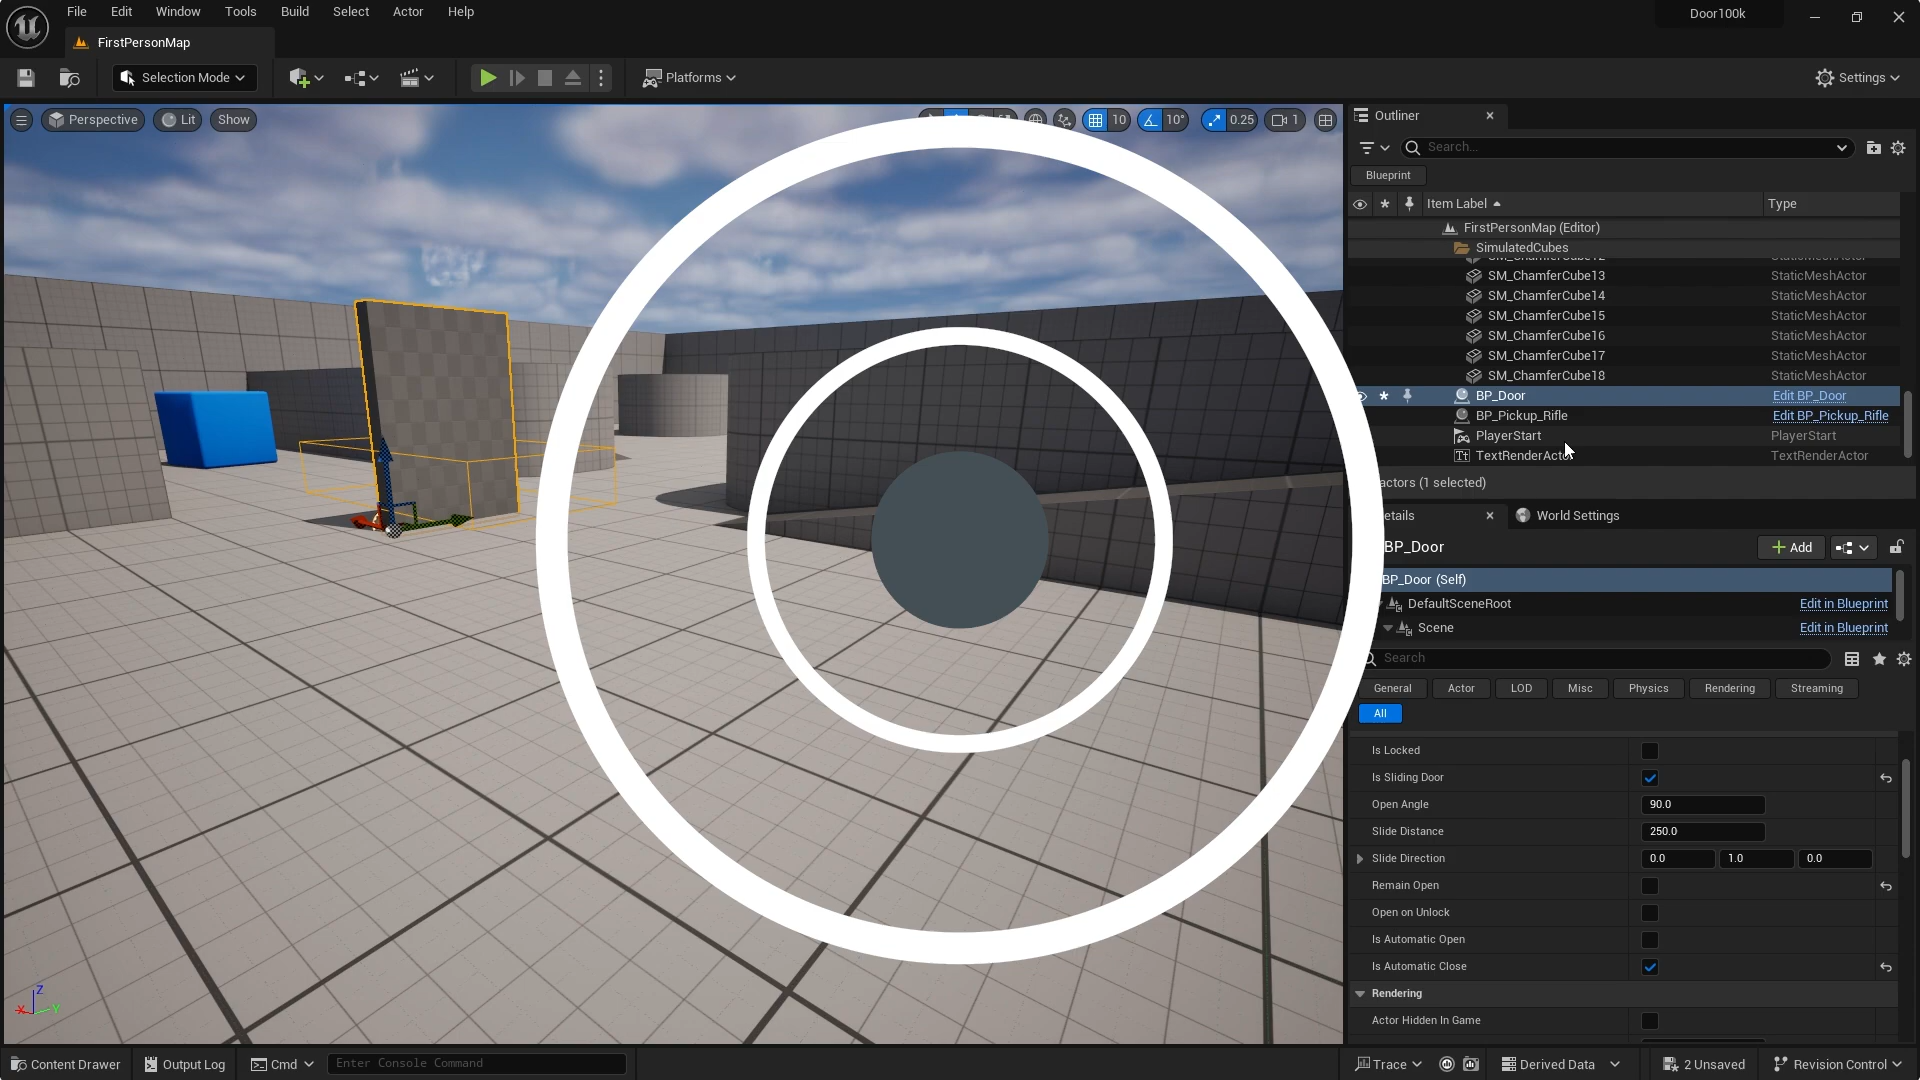 File Edit Window Tools Build Select Actor Help
Door100k
FirstPersonMap
Selection Mode
Platforms
Settings
Perspective Lit Show
10 10° 0.25 1
Outliner
Search...
Blueprint
Item Label Type
FirstPersonMap (Editor)
SimulatedCubes
SM_ChamferCube12 StaticMeshActor
SM_ChamferCube13 StaticMeshActor
SM_ChamferCube14 StaticMeshActor
SM_ChamferCube15 StaticMeshActor
SM_ChamferCube16 StaticMeshActor
SM_ChamferCube17 StaticMeshActor
SM_ChamferCube18 StaticMeshActor
BP_Door Edit BP_Door
BP_Pickup_Rifle Edit BP_Pickup_Rifle
PlayerStart PlayerStart
TextRenderActor TextRenderActor
actors (1 selected)
etails World Settings
BP_Door
Add
BP_Door (Self)
DefaultSceneRoot Edit in Blueprint
Scene Edit in Blueprint
Search
General Actor LOD Misc Physics Rendering Streaming
All
Is Locked
Is Sliding Door
Open Angle 90.0
Slide Distance 250.0
Slide Direction 0.0 1.0 0.0
Remain Open
Open on Unlock
Is Automatic Open
Is Automatic Close
Rendering
Actor Hidden In Game
Z
X Y
Content Drawer Output Log Cmd Enter Console Command
Trace Derived Data 2 Unsaved Revision Control